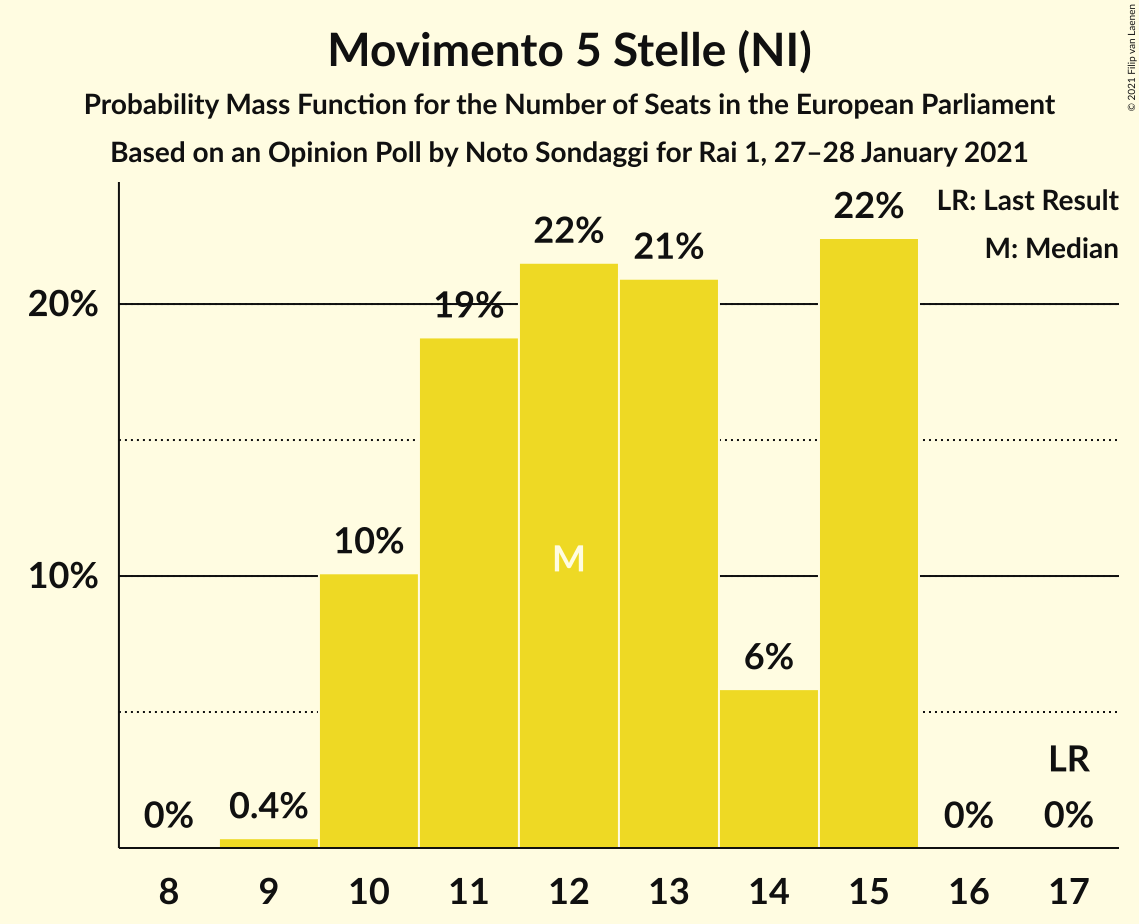 Movimento 5 Stelle (NI)
Probability Mass Function for the Number of Seats in the European Parliament
Based on an Opinion Poll by Noto Sondaggi for Rai 1, 27–28 January 2021
© 2021 Filip van Laenen
LR: Last Result
M: Median
20%
10%
0%
0.4%
10%
19%
22%
21%
6%
22%
0%
0%
M
LR
8 9 10 11 12 13 14 15 16 17